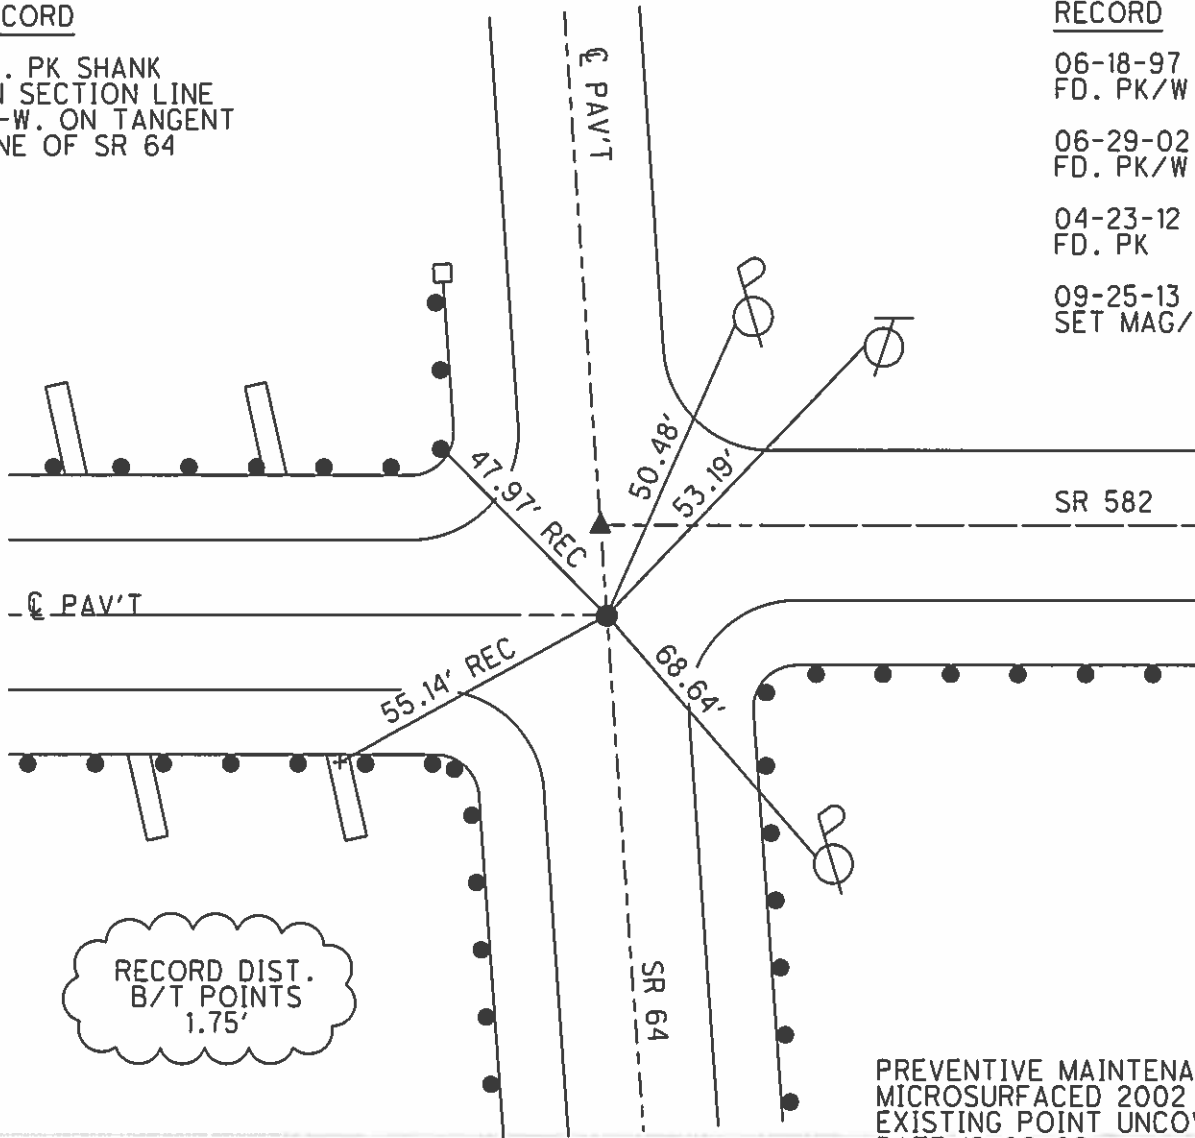 CORD
. PK SHANK
N SECTION LINE
-W. ON TANGENT
NE OF SR 64
℄ PAV'T
RECORD
06-18-97
FD. PK/W
06-29-02
FD. PK/W
04-23-12
FD. PK
09-25-13
SET MAG/
47.97' REC
50.48'
53.19'
SR 582
℄ PAV'T
55.14' REC
68.64'
RECORD DIST.
B/T POINTS
1.75'
SR 64
PREVENTIVE MAINTENA
MICROSURFACED 2002
EXISTING POINT UNCO